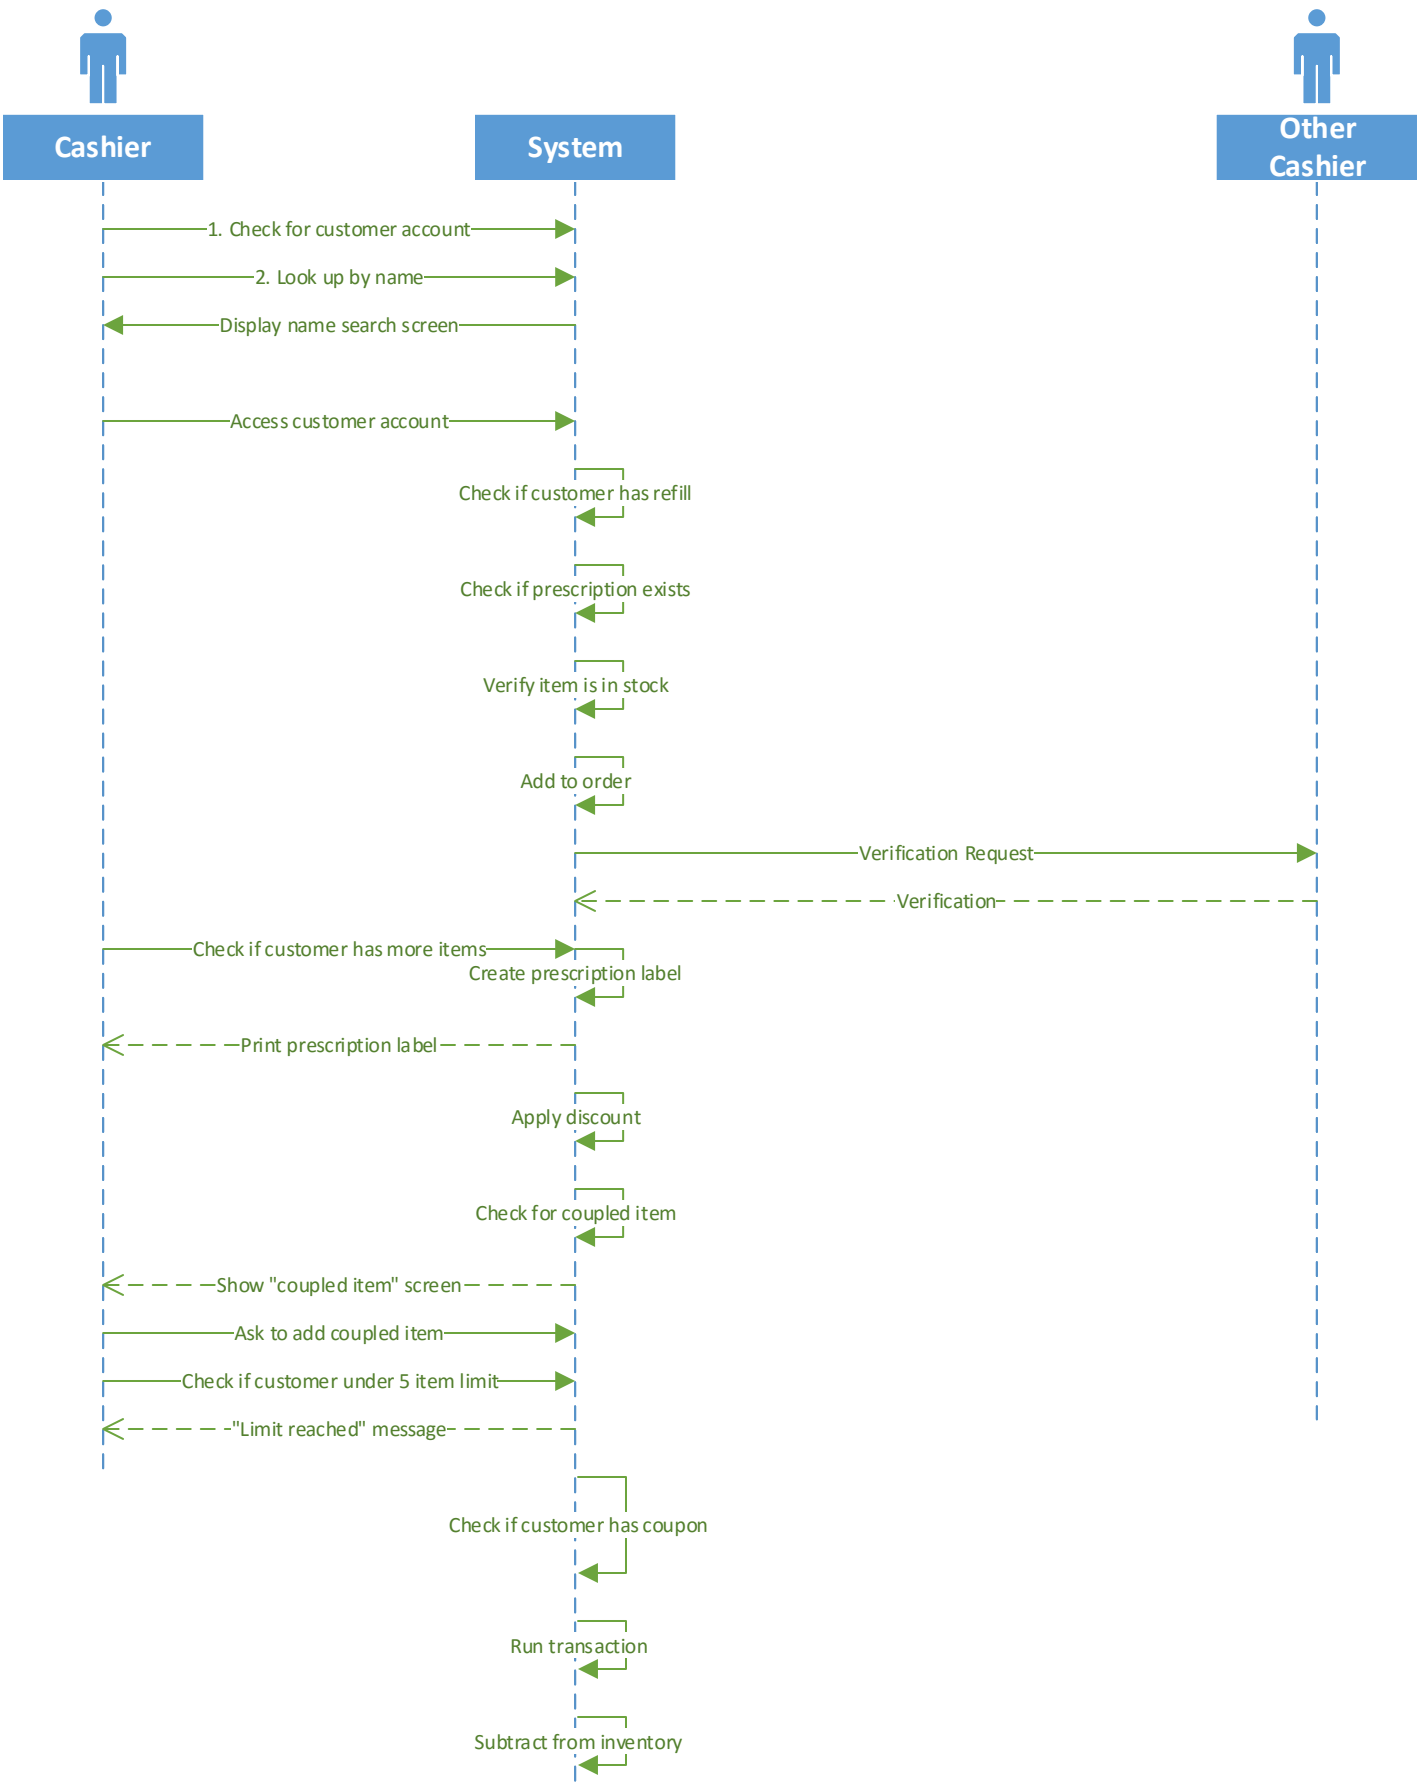 Cashier
System
Other
Cashier
1. Check for customer account
2. Look up by name
Display name search screen
Access customer account
Check if customer has refill
Check if prescription exists
Verify item is in stock
Add to order
Verification Request
Verification
Check if customer has more items
Create prescription label
Print prescription label
Apply discount
Check for coupled item
Show "coupled item" screen
Ask to add coupled item
Check if customer under 5 item limit
"Limit reached" message
Check if customer has coupon
Run transaction
Subtract from inventory